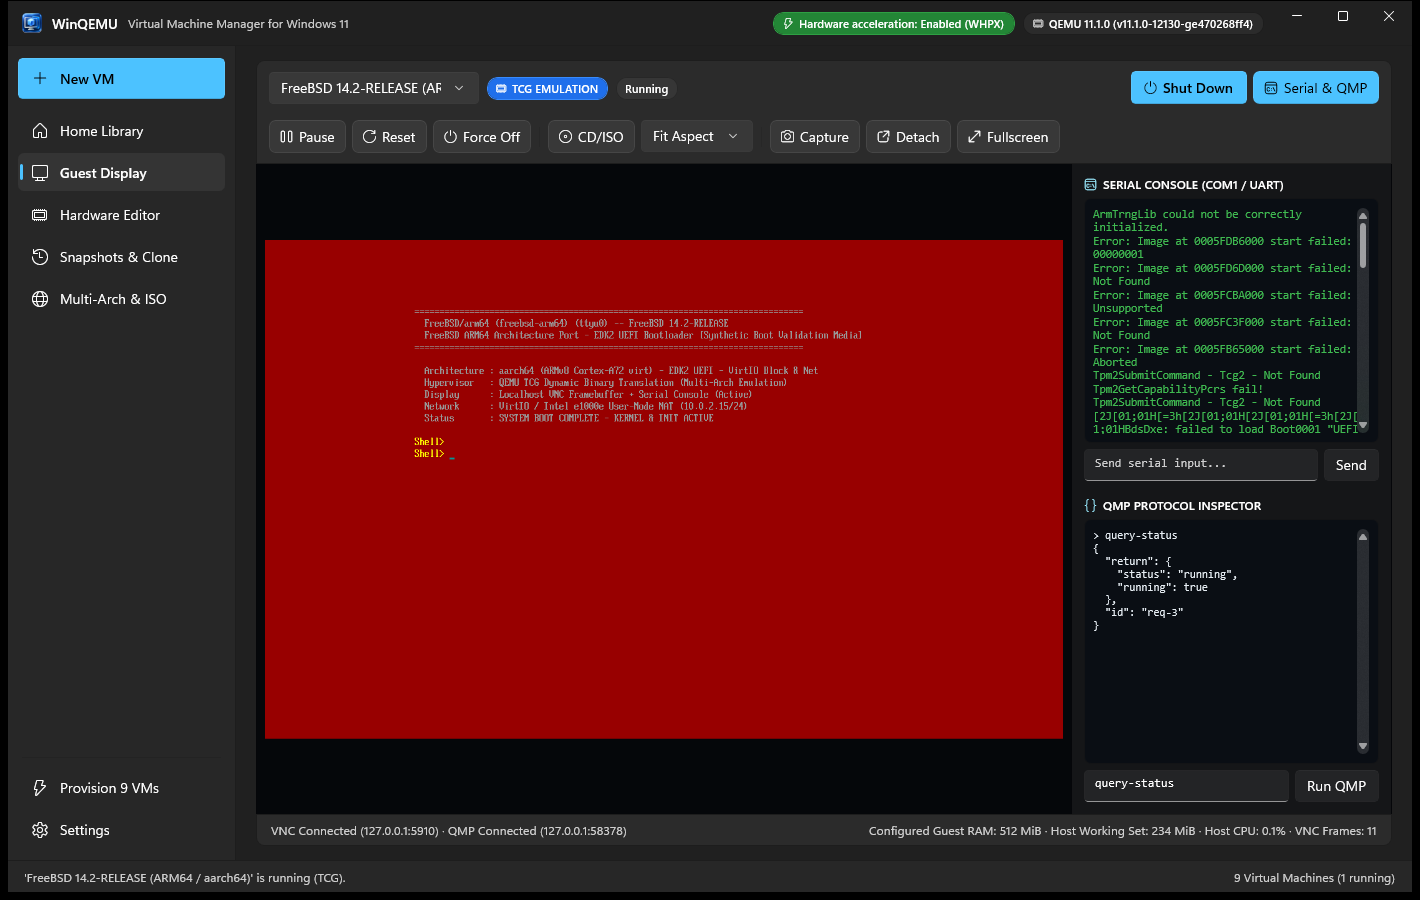 WinQEMU Virtual Machine Manager for Windows 11
Hardware acceleration: Enabled (WHPX)
QEMU 11.1.0 (v11.1.0-12130-ge470268ff4)
New VM
Home Library
Guest Display
Hardware Editor
Snapshots & Clone
Multi-Arch & ISO
Provision 9 VMs
Settings
FreeBSD 14.2-RELEASE (AR
TCG EMULATION
Running
Shut Down
Serial & QMP
Pause
Reset
Force Off
CD/ISO
Fit Aspect
Capture
Detach
Fullscreen
==============================================================================
FreeBSD/arm64 (freebsd-arm64) (ttyu0) -- FreeBSD 14.2-RELEASE
FreeBSD ARM64 Architecture Port - EDK2 UEFI Bootloader [Synthetic Boot Validation Media]
==============================================================================
Architecture : aarch64 (ARMv8 Cortex-A72 virt) - EDK2 UEFI - VirtIO Block & Net
Hypervisor : QEMU TCG Dynamic Binary Translation (Multi-Arch Emulation)
Display : Localhost VNC Framebuffer + Serial Console (Active)
Network : VirtIO / Intel e1000e User-Mode NAT (10.0.2.15/24)
Status : SYSTEM BOOT COMPLETE - KERNEL & INIT ACTIVE
Shell>
Shell> _
SERIAL CONSOLE (COM1 / UART)
ArmTrngLib could not be correctly
initialized.
Error: Image at 0005FDB6000 start failed:
00000001
Error: Image at 0005FD6D000 start failed:
Not Found
Error: Image at 0005FCBA000 start failed:
Unsupported
Error: Image at 0005FC3F000 start failed:
Not Found
Error: Image at 0005FB65000 start failed:
Aborted
Tpm2SubmitCommand - Tcg2 - Not Found
Tpm2GetCapabilityPcrs fail!
Tpm2SubmitCommand - Tcg2 - Not Found
[2J[01;01H[=3h[2J[01;01H[2J[01;01H[=3h[2J[
1;01HBdsDxe: failed to load Boot0001 "UEFI
Send serial input...
Send
{} QMP PROTOCOL INSPECTOR
> query-status
{
"return": {
"status": "running",
"running": true
},
"id": "req-3"
}
query-status
Run QMP
VNC Connected (127.0.0.1:5910) · QMP Connected (127.0.0.1:58378)
Configured Guest RAM: 512 MiB · Host Working Set: 234 MiB · Host CPU: 0.1% · VNC Frames: 11
'FreeBSD 14.2-RELEASE (ARM64 / aarch64)' is running (TCG).
9 Virtual Machines (1 running)